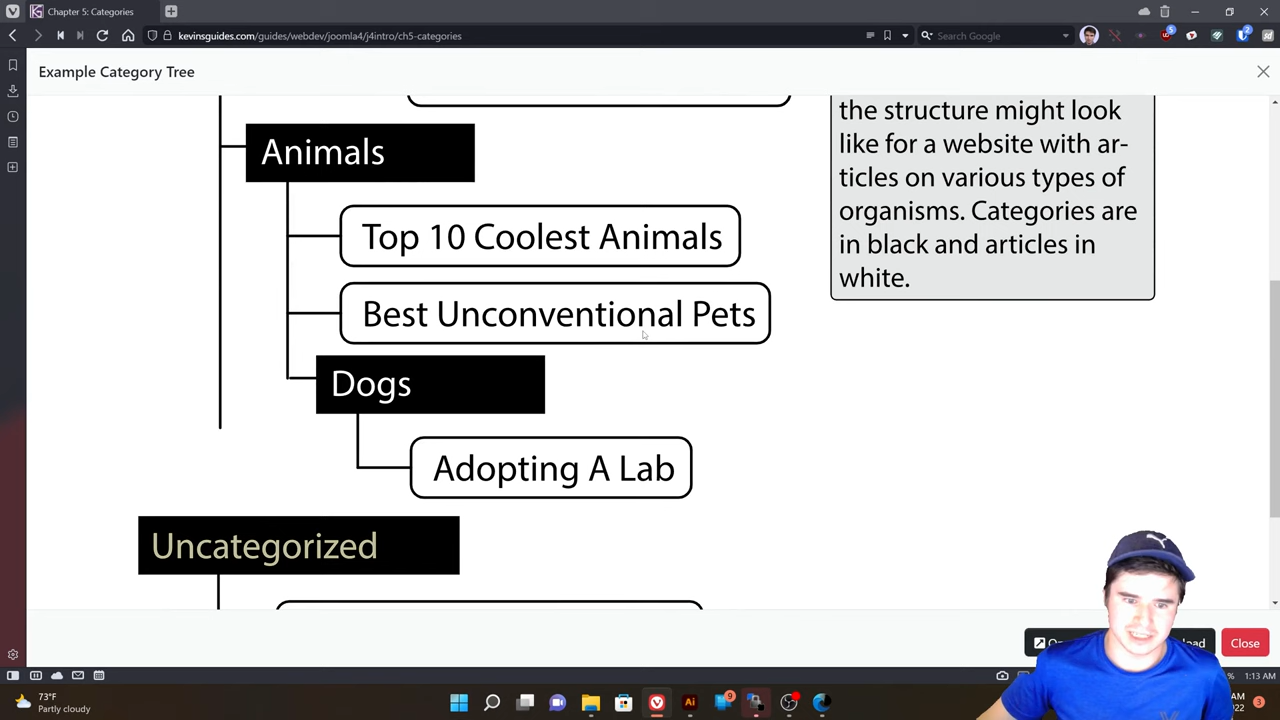 Chapter 5: Categories
kevinsguides.com/guides/webdev/joomla4/j4intro/ch5-categories
Search Google
Example Category Tree
Animals
Top 10 Coolest Animals
Best Unconventional Pets
Dogs
Adopting A Lab
Uncategorized
the structure might look
like for a website with ar-
ticles on various types of
organisms. Categories are
in black and articles in
white.
Close
1:13 AM
73°F
Partly cloudy